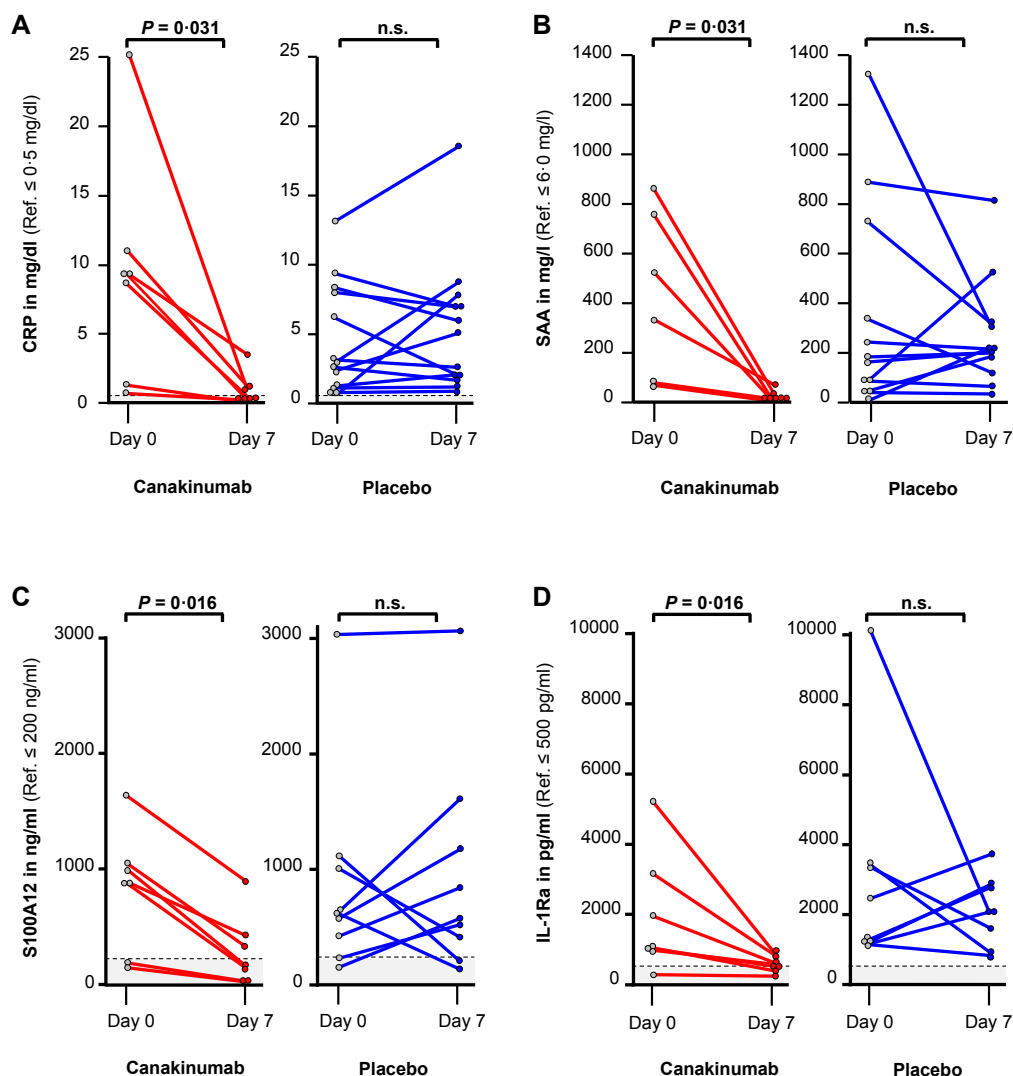 A
P = 0·031
n.s.
CRP in mg/dl (Ref. ≤ 0·5 mg/dl)
25
20
15
10
5
0
25
20
15
10
5
0
Day 0
Day 7
Day 0
Day 7
Canakinumab
Placebo
B
P = 0·031
n.s.
SAA in mg/l (Ref. ≤ 6·0 mg/l)
1400
1200
1000
800
600
400
200
0
1400
1200
1000
800
600
400
200
0
Day 0
Day 7
Day 0
Day 7
Canakinumab
Placebo
C
P = 0·016
n.s.
S100A12 in ng/ml (Ref. ≤ 200 ng/ml)
3000
2000
1000
0
3000
2000
1000
0
Day 0
Day 7
Day 0
Day 7
Canakinumab
Placebo
D
P = 0·016
n.s.
IL-1Ra in pg/ml (Ref. ≤ 500 pg/ml)
10000
8000
6000
4000
2000
0
10000
8000
6000
4000
2000
0
Day 0
Day 7
Day 0
Day 7
Canakinumab
Placebo